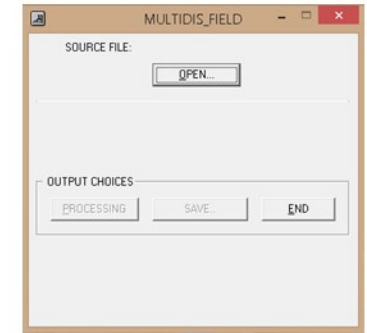 MULTIDIS_FIELD
SOURCE FILE:
OPEN...
OUTPUT CHOICES
PROCESSING
SAVE...
END